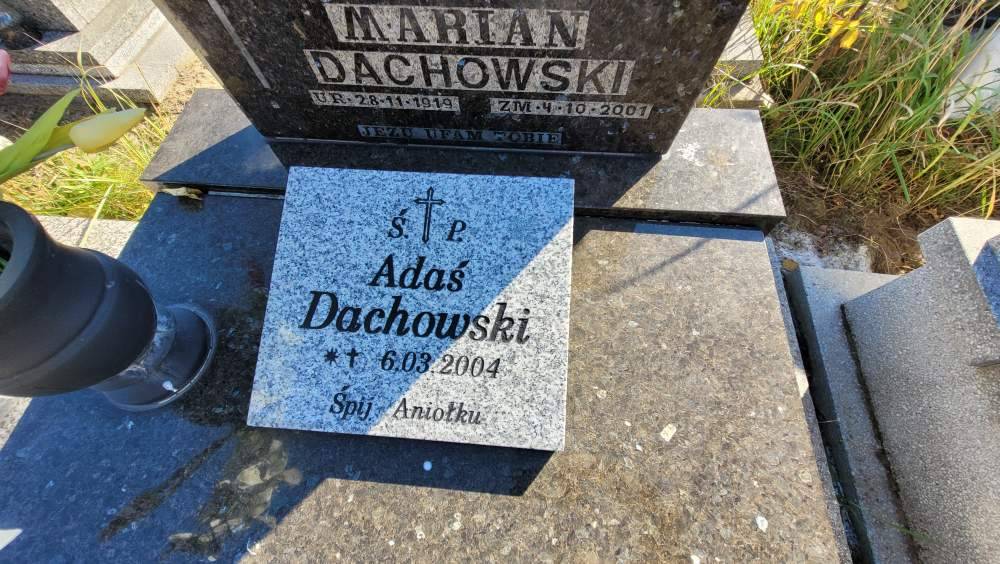 MARIAN
DACHOWSKI
UR. 28-11-1919 ZM. 4-10-2001
JEZU UFAM TOBIE
Ś. P.
Adaś
Dachowski
* † 6.03.2004
Śpij Aniołku